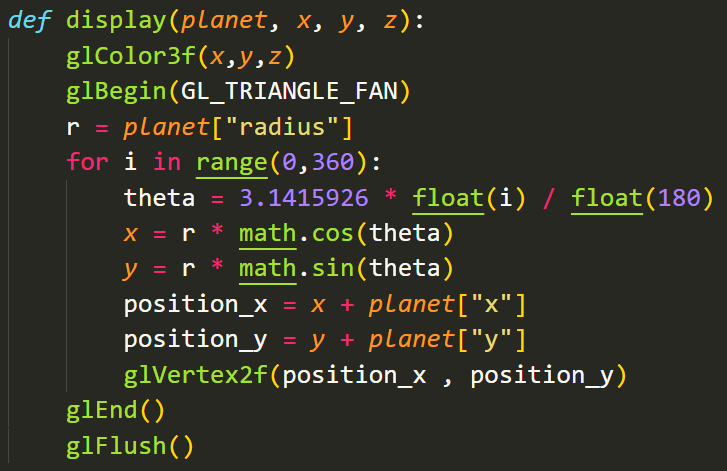 def display(planet, x, y, z):
    glColor3f(x,y,z)
    glBegin(GL_TRIANGLE_FAN)
    r = planet["radius"]
    for i in range(0,360):
        theta = 3.1415926 * float(i) / float(180)
        x = r * math.cos(theta)
        y = r * math.sin(theta)
        position_x = x + planet["x"]
        position_y = y + planet["y"]
        glVertex2f(position_x , position_y)
    glEnd()
    glFlush()